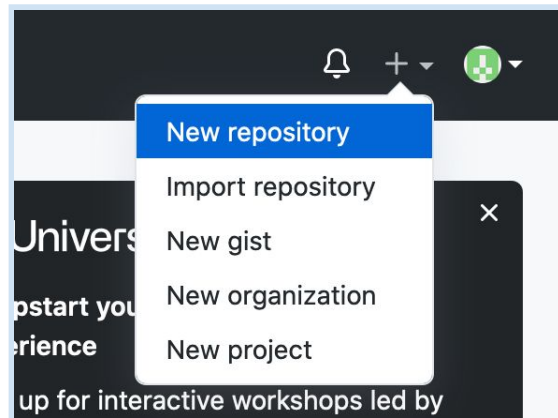 New repository
Import repository
Univers
New gist
New organization
pstart you
New project
erience
up for interactive workshops led by